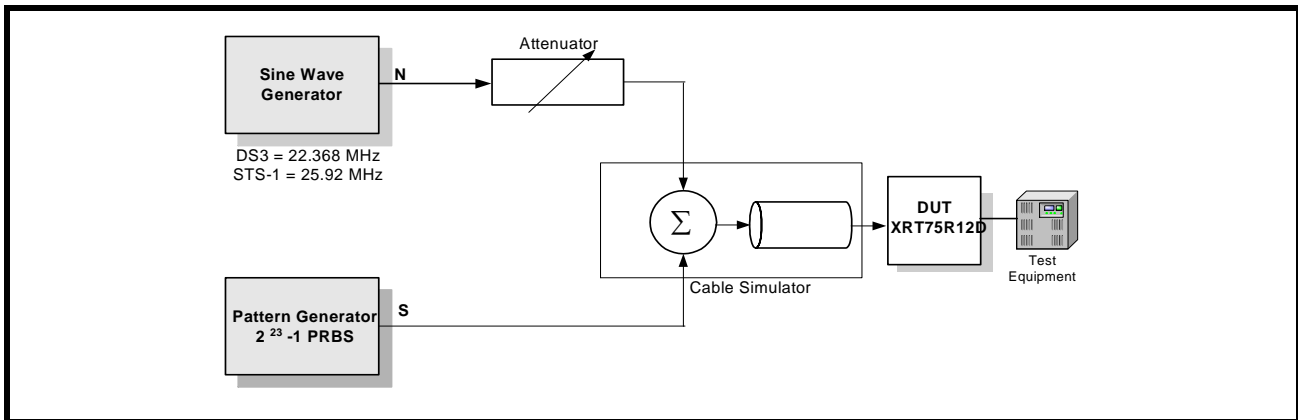 Attenuator
Sine Wave
Generator
N
DS3 = 22.368 MHz
STS-1 = 25.92 MHz
Σ
DUT
XRT75R12D
Test
Equipment
Cable Simulator
Pattern Generator
2 23 -1 PRBS
S